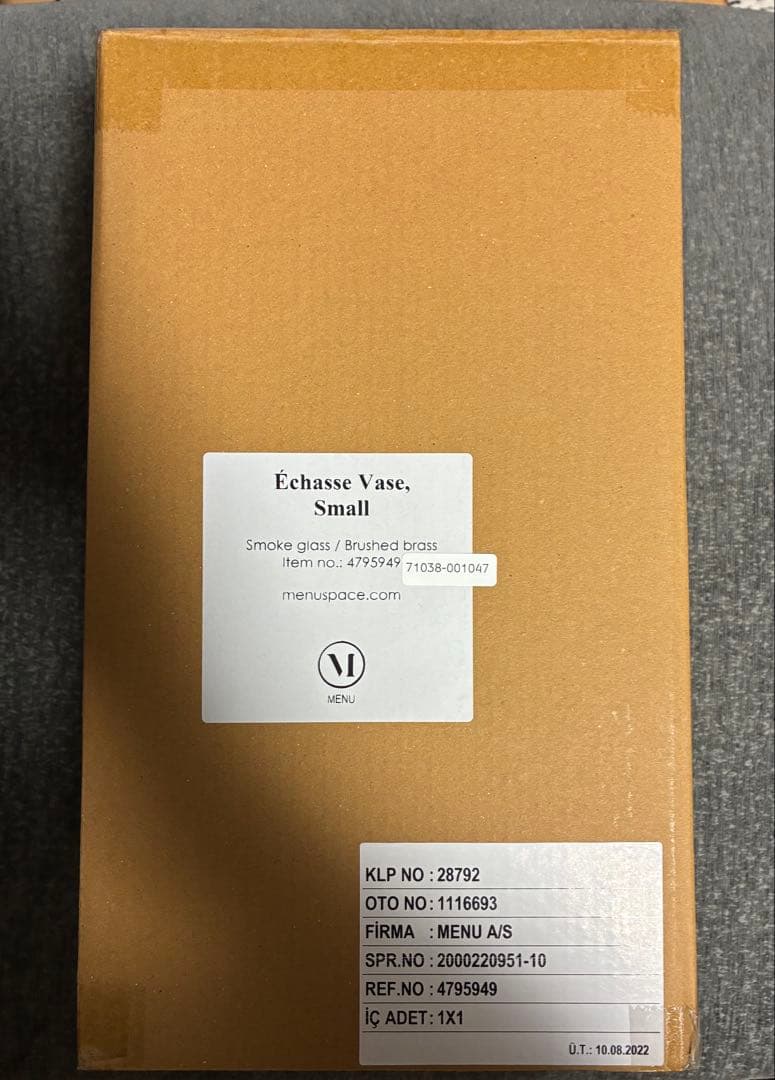 Échasse Vase,
Small
Smoke glass / Brushed brass
Item no.: 4795949
71038-001047
menuspace.com
M
MENU
KLP NO : 28792
OTO NO : 1116693
FİRMA : MENU A/S
SPR.NO : 2000220951-10
REF.NO : 4795949
İÇ ADET : 1X1
Ü.T.: 10.08.2022